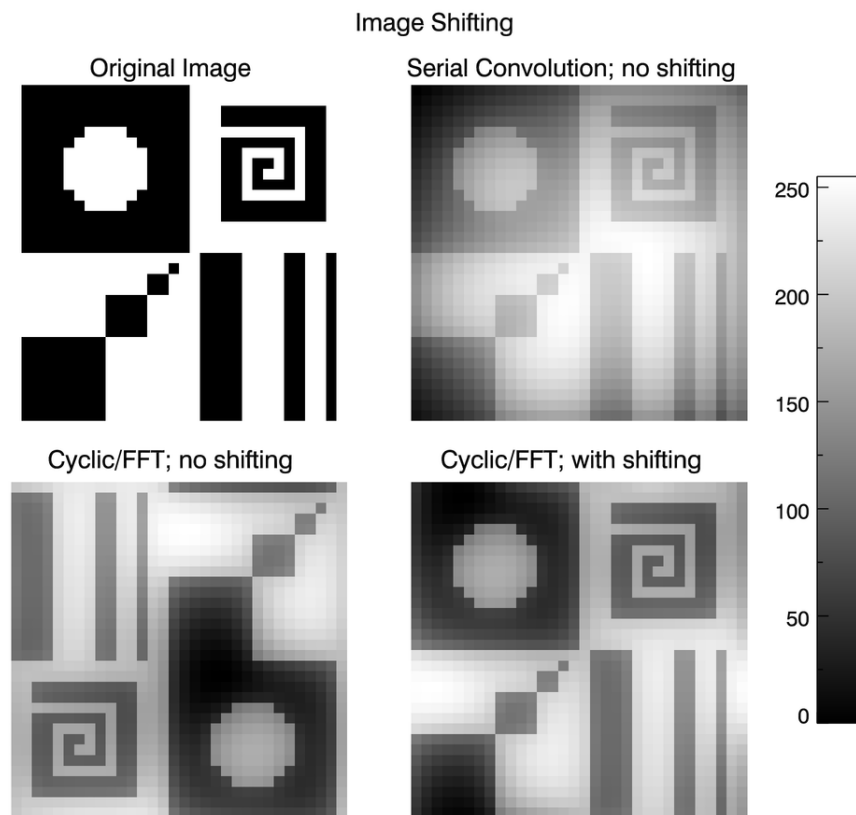 Image Shifting
Original Image
Serial Convolution; no shifting
250
200
150
100
50
0
Cyclic/FFT; no shifting
Cyclic/FFT; with shifting